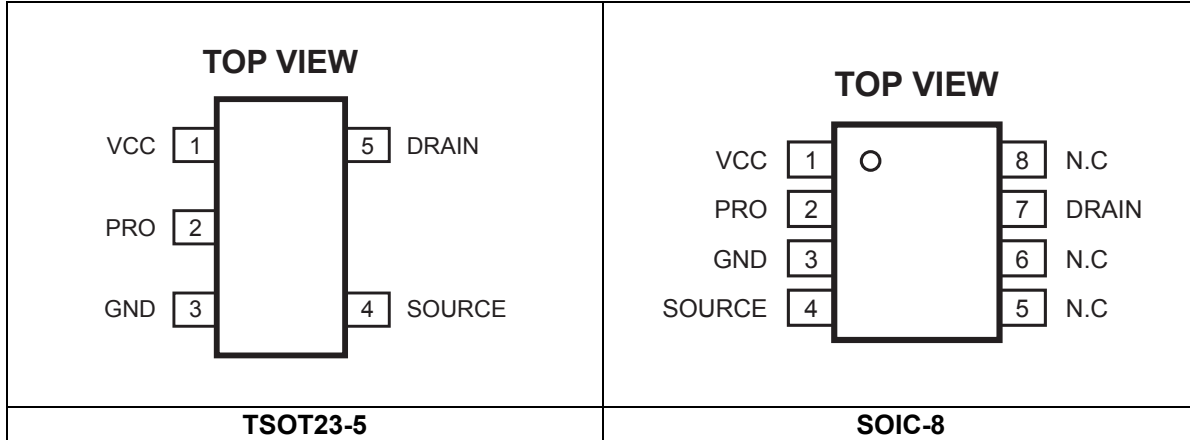 TOP VIEW
VCC 1 5 DRAIN
PRO 2
GND 3 4 SOURCE
TSOT23-5
TOP VIEW
VCC 1 8 N.C
PRO 2 7 DRAIN
GND 3 6 N.C
SOURCE 4 5 N.C
SOIC-8